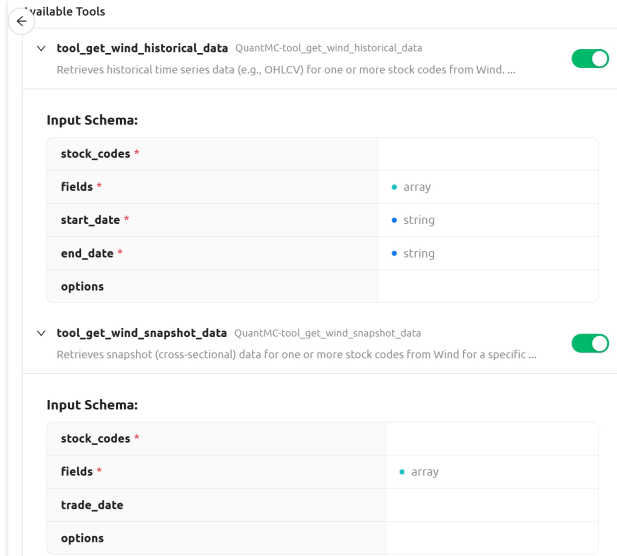 Available Tools
tool_get_wind_historical_data QuantMC-tool_get_wind_historical_data
Retrieves historical time series data (e.g., OHLCV) for one or more stock codes from Wind. ...
Input Schema:
stock_codes *
fields * array
start_date * string
end_date * string
options
tool_get_wind_snapshot_data QuantMC-tool_get_wind_snapshot_data
Retrieves snapshot (cross-sectional) data for one or more stock codes from Wind for a specific ...
Input Schema:
stock_codes *
fields * array
trade_date
options